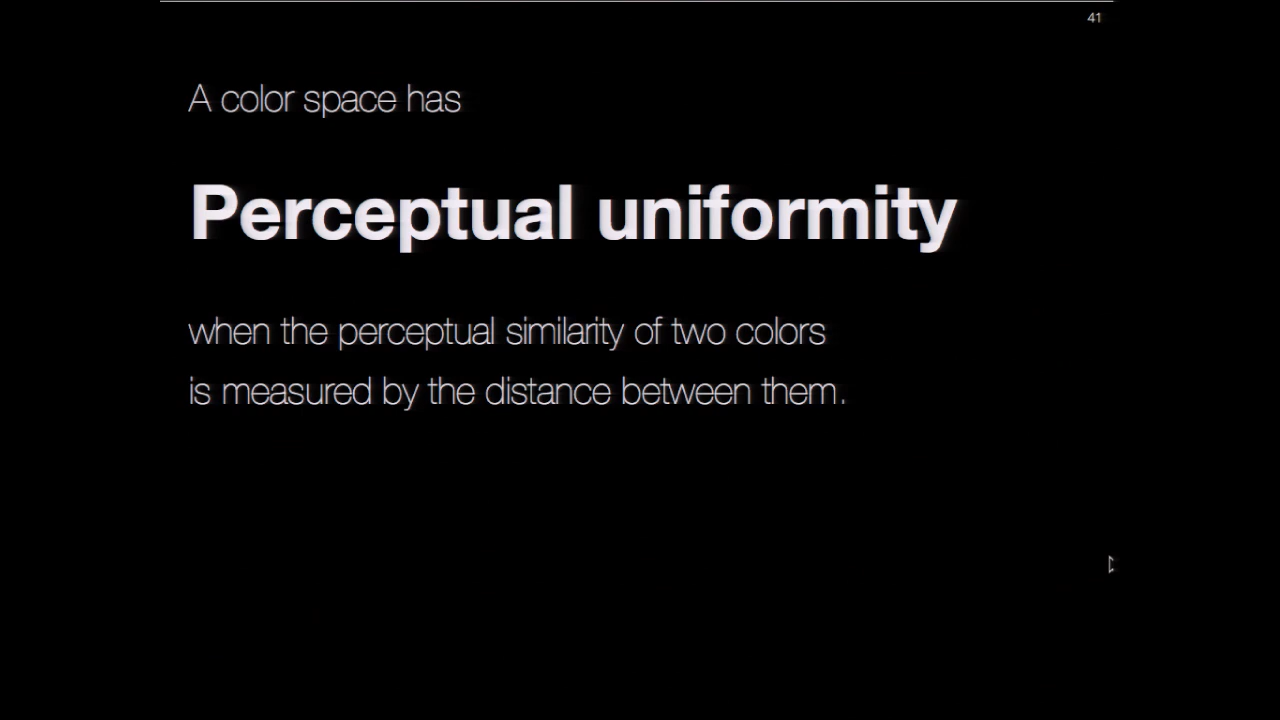 41
A color space has
Perceptual uniformity
when the perceptual similarity of two colors
is measured by the distance between them.